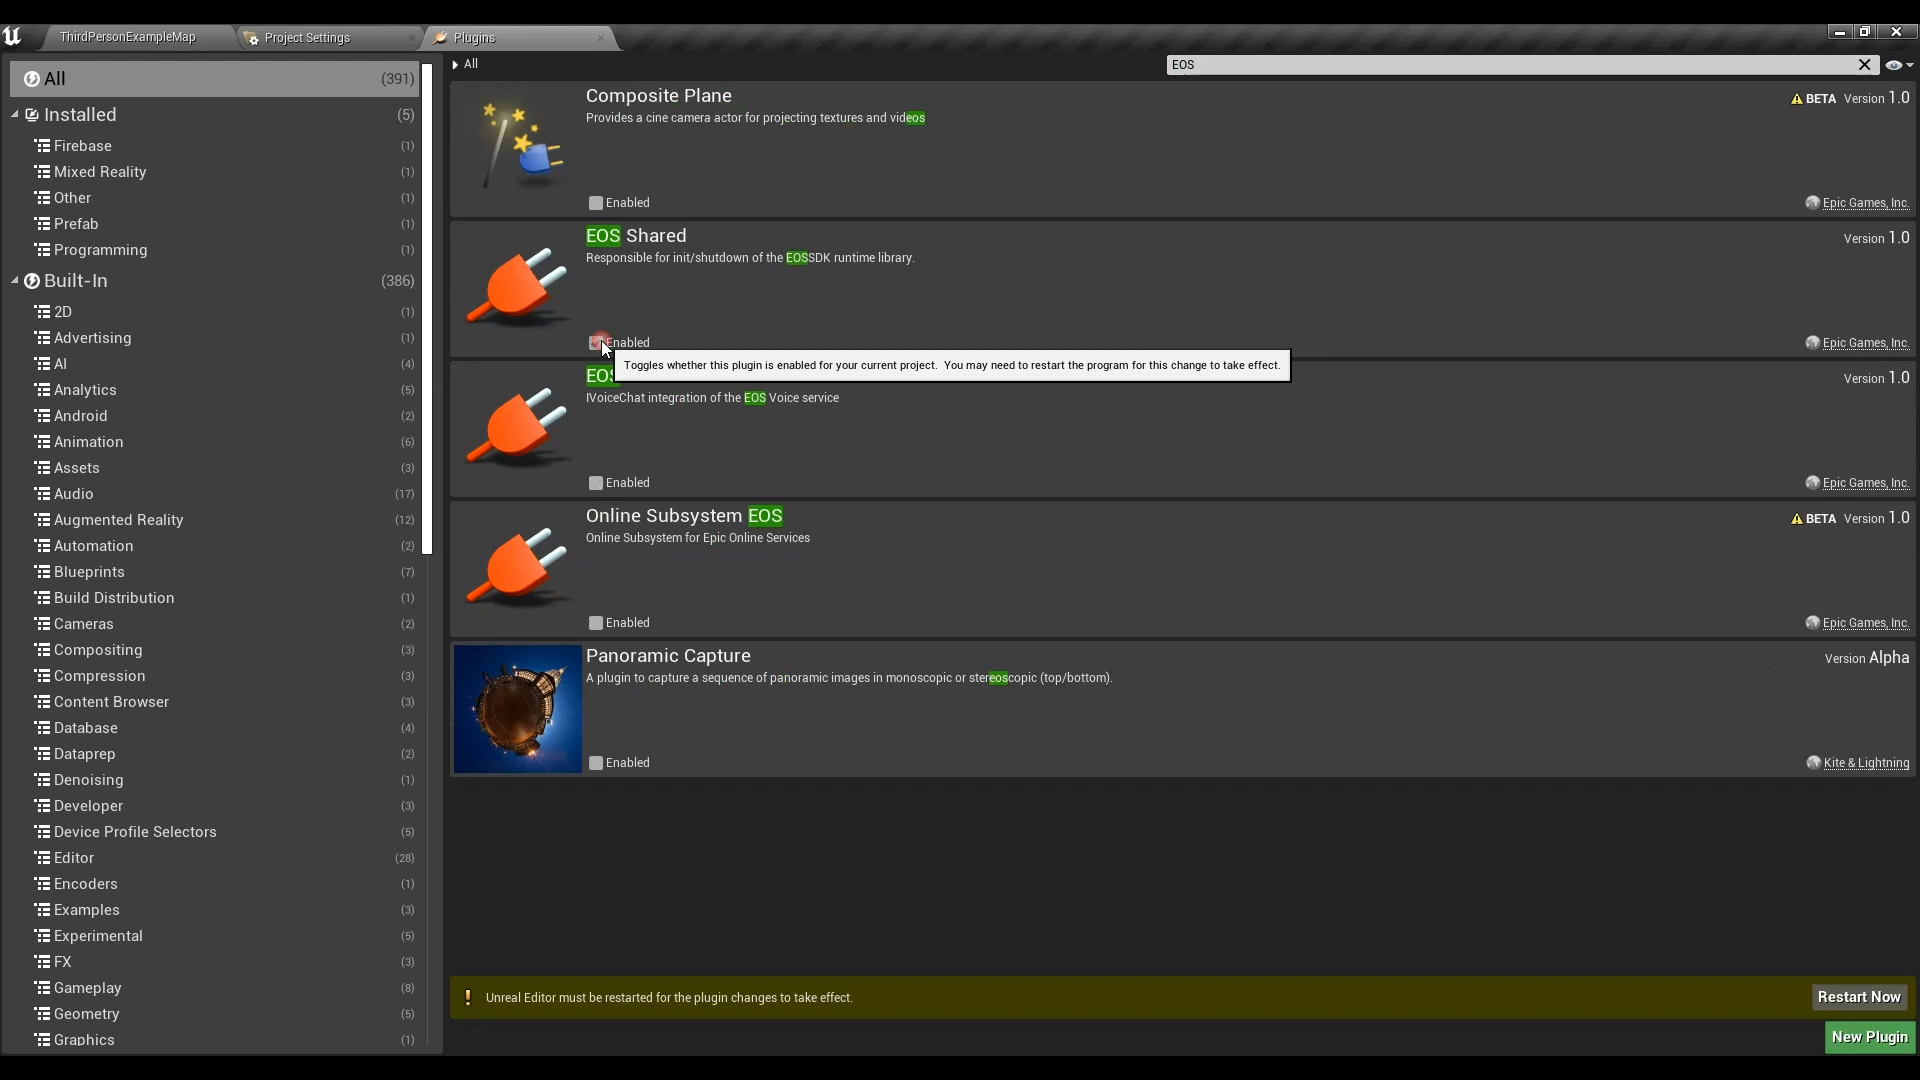 ThirdPersonExampleMap
Project Settings
Plugins
All (391)
Installed (5)
Firebase (1)
Mixed Reality (1)
Other (1)
Prefab (1)
Programming (1)
Built-In (386)
2D (1)
Advertising (1)
AI (4)
Analytics (5)
Android (2)
Animation (6)
Assets (3)
Audio (17)
Augmented Reality (12)
Automation (2)
Blueprints (7)
Build Distribution (1)
Cameras (2)
Compositing (3)
Compression (3)
Content Browser (3)
Database (4)
Dataprep (2)
Denoising (1)
Developer (3)
Device Profile Selectors (5)
Editor (28)
Encoders (1)
Examples (3)
Experimental (5)
FX (3)
Gameplay (8)
Geometry (5)
Graphics (1)
All
EOS
Composite Plane
BETA Version 1.0
Provides a cine camera actor for projecting textures and videos
Enabled
Epic Games, Inc.
EOS Shared
Version 1.0
Responsible for init/shutdown of the EOSSDK runtime library.
Enabled
Epic Games, Inc.
Toggles whether this plugin is enabled for your current project. You may need to restart the program for this change to take effect.
EOS
Version 1.0
IVoiceChat integration of the EOS Voice service
Enabled
Epic Games, Inc.
Online Subsystem EOS
BETA Version 1.0
Online Subsystem for Epic Online Services
Enabled
Epic Games, Inc.
Panoramic Capture
Version Alpha
A plugin to capture a sequence of panoramic images in monoscopic or stereoscopic (top/bottom).
Enabled
Kite & Lightning
Unreal Editor must be restarted for the plugin changes to take effect.
Restart Now
New Plugin